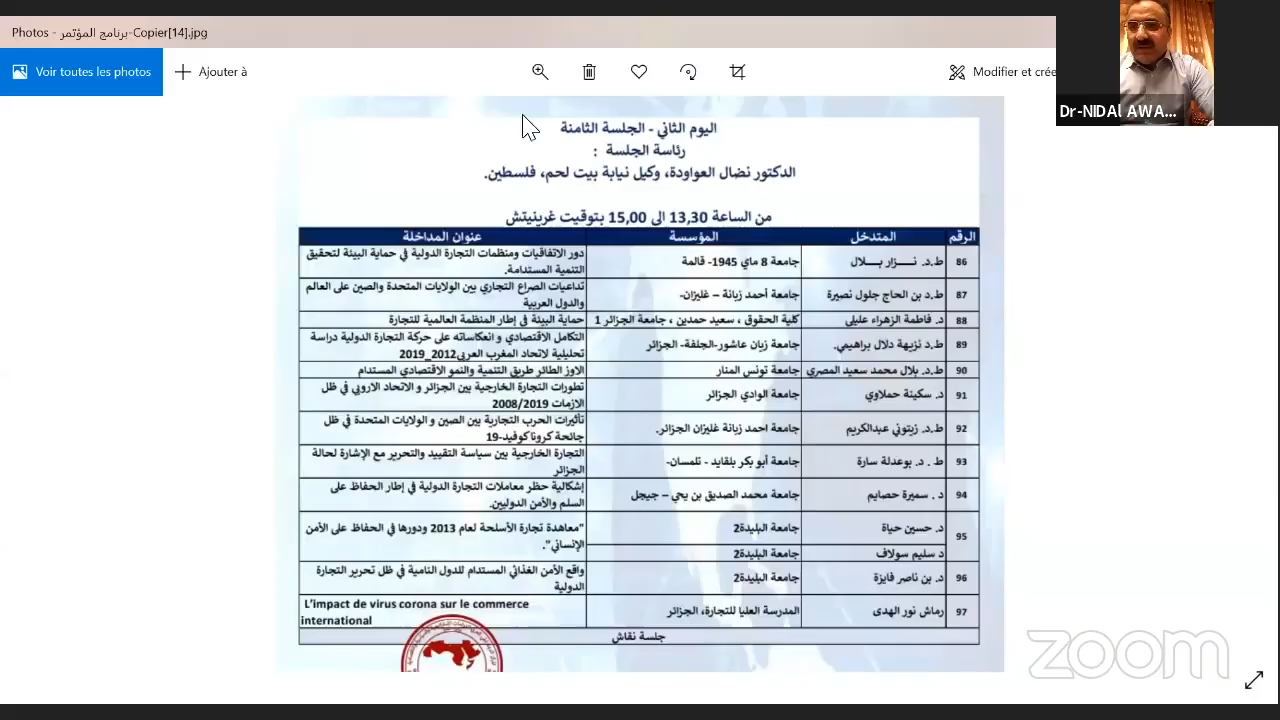 Photos - برنامج المؤتمر-Copier[14].jpg
Voir toutes les photos
Ajouter à
Modifier et crée
Dr-NIDAl AWA...
اليوم الثاني - الجلسة الثامنة
رئاسة الجلسة :
الدكتور نضال العواودة، وكيل نيابة بيت لحم، فلسطين.
من الساعة 13,30 الى 15,00 بتوقيت غرينيتش
الرقم المتدخل المؤسسة عنوان المداخلة
86 ط.د. نـــزار بـــلال جامعة 8 ماي 1945- قالمة دور الاتفاقيات ومنظمات التجارة الدولية في حماية البيئة لتحقيق
التنمية المستدامة.
87 ط.د بن الحاج جلول نصيرة جامعة أحمد زبانة – غليزان- تداعيات الصراع التجاري بين الولايات المتحدة والصين على العالم
والدول العربية
88 د. فاطمة الزهراء عليلي كلية الحقوق ، سعيد حمدين ، جامعة الجزائر 1 حماية البيئة في إطار المنظمة العالمية للتجارة
89 ط.د نزيهة دلال براهيمي. جامعة زيان عاشور-الجلفة- الجزائر التكامل الاقتصادي و انعكاساته على حركة التجارة الدولية دراسة
تحليلية لاتحاد المغرب العربي2012_2019
90 ط.د. بلال محمد سعيد المصري جامعة تونس المنار الاوز الطائر طريق التنمية والنمو الاقتصادي المستدام
91 د. سكينة حملاوي جامعة الوادي الجزائر تطورات التجارة الخارجية بين الجزائر و الاتحاد الاروبي في ظل
الازمات 2008/2019
92 ط.د. زيتوني عبدالكريم جامعة احمد زبانة غليزان الجزائر. تأثيرات الحرب التجارية بين الصين و الولايات المتحدة في ظل
جائحة كرونا كوفيد-19
93 ط . د. بوعدلة سارة جامعة أبو بكر بلقايد - تلمسان- التجارة الخارجية بين سياسة التقييد والتحرير مع الإشارة لحالة
الجزائر
94 د . سميرة حصايم جامعة محمد الصديق بن يحي – جيجل إشكالية حظر معاملات التجارة الدولية في إطار الحفاظ على
السلم والأمن الدوليين.
95 د. حسين حياة جامعة البليدة2 "معاهدة تجارة الأسلحة لعام 2013 ودورها في الحفاظ على الأمن
الإنساني".
د سليم سولاف جامعة البليدة2
96 د. بن ناصر فايزة جامعة البليدة2 واقع الأمن الغذائي المستدام للدول النامية في ظل تحرير التجارة
الدولية
97 رماش نور الهدى المدرسة العليا للتجارة، الجزائر L'impact de virus corona sur le commerce
international
جلسة نقاش
zoom